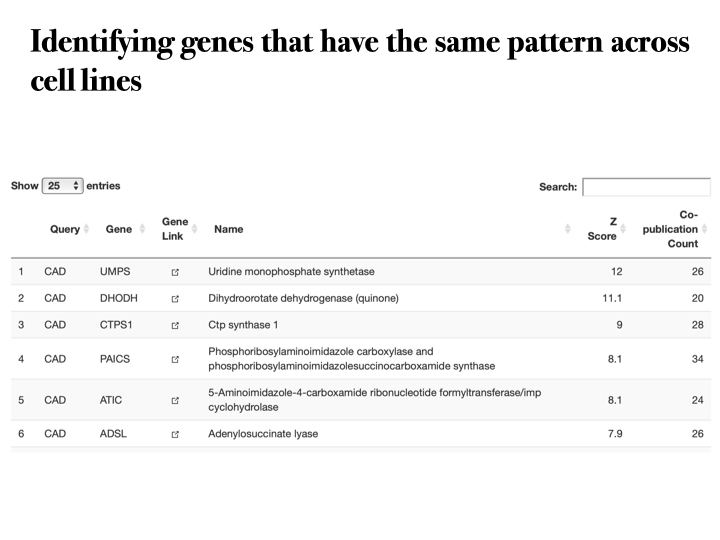 Identifying genes that have the same pattern across
cell lines
Show 25 entries
Search:
Query Gene Gene Link Name Z Score Co-publication Count
1 CAD UMPS Uridine monophosphate synthetase 12 26
2 CAD DHODH Dihydroorotate dehydrogenase (quinone) 11.1 20
3 CAD CTPS1 Ctp synthase 1 9 28
4 CAD PAICS Phosphoribosylaminoimidazole carboxylase and
phosphoribosylaminoimidazolesuccinocarboxamide synthase 8.1 34
5 CAD ATIC 5-Aminoimidazole-4-carboxamide ribonucleotide formyltransferase/imp
cyclohydrolase 8.1 24
6 CAD ADSL Adenylosuccinate lyase 7.9 26